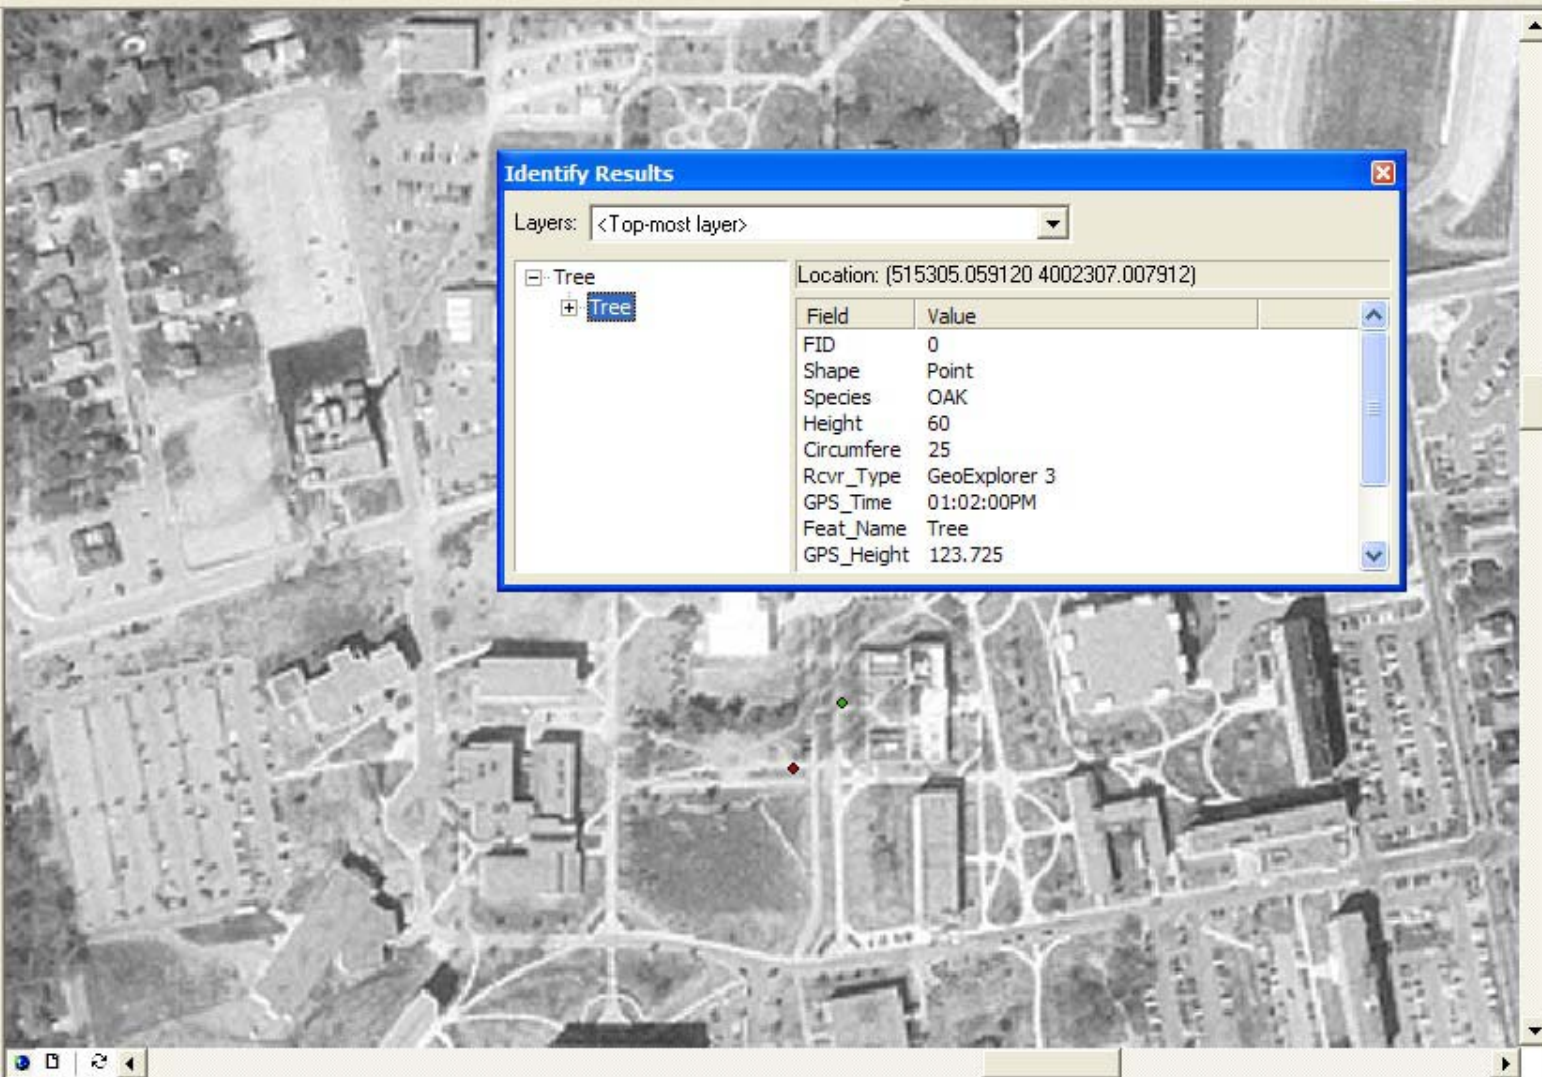 Identify Results
Layers: <Top-most layer>
Tree
Tree
Location: (515305.059120 4002307.007912)
Field Value
FID 0
Shape Point
Species OAK
Height 60
Circumfere 25
Rcvr_Type GeoExplorer 3
GPS_Time 01:02:00PM
Feat_Name Tree
GPS_Height 123.725